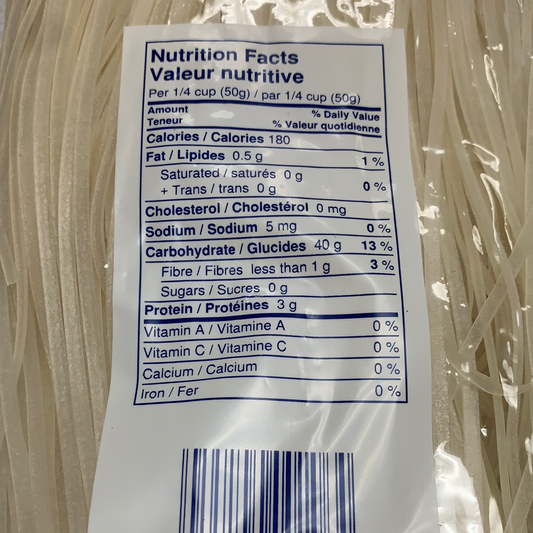 Nutrition Facts
Valeur nutritive
Per 1/4 cup (50g) / par 1/4 cup (50g)
Amount % Daily Value
Teneur % Valeur quotidienne
Calories / Calories 180
Fat / Lipides 0.5 g 1 %
Saturated / saturés 0 g
+ Trans / trans 0 g 0 %
Cholesterol / Cholestérol 0 mg
Sodium / Sodium 5 mg 0 %
Carbohydrate / Glucides 40 g 13 %
Fibre / Fibres less than 1 g 3 %
Sugars / Sucres 0 g
Protein / Protéines 3 g
Vitamin A / Vitamine A 0 %
Vitamin C / Vitamine C 0 %
Calcium / Calcium 0 %
Iron / Fer 0 %